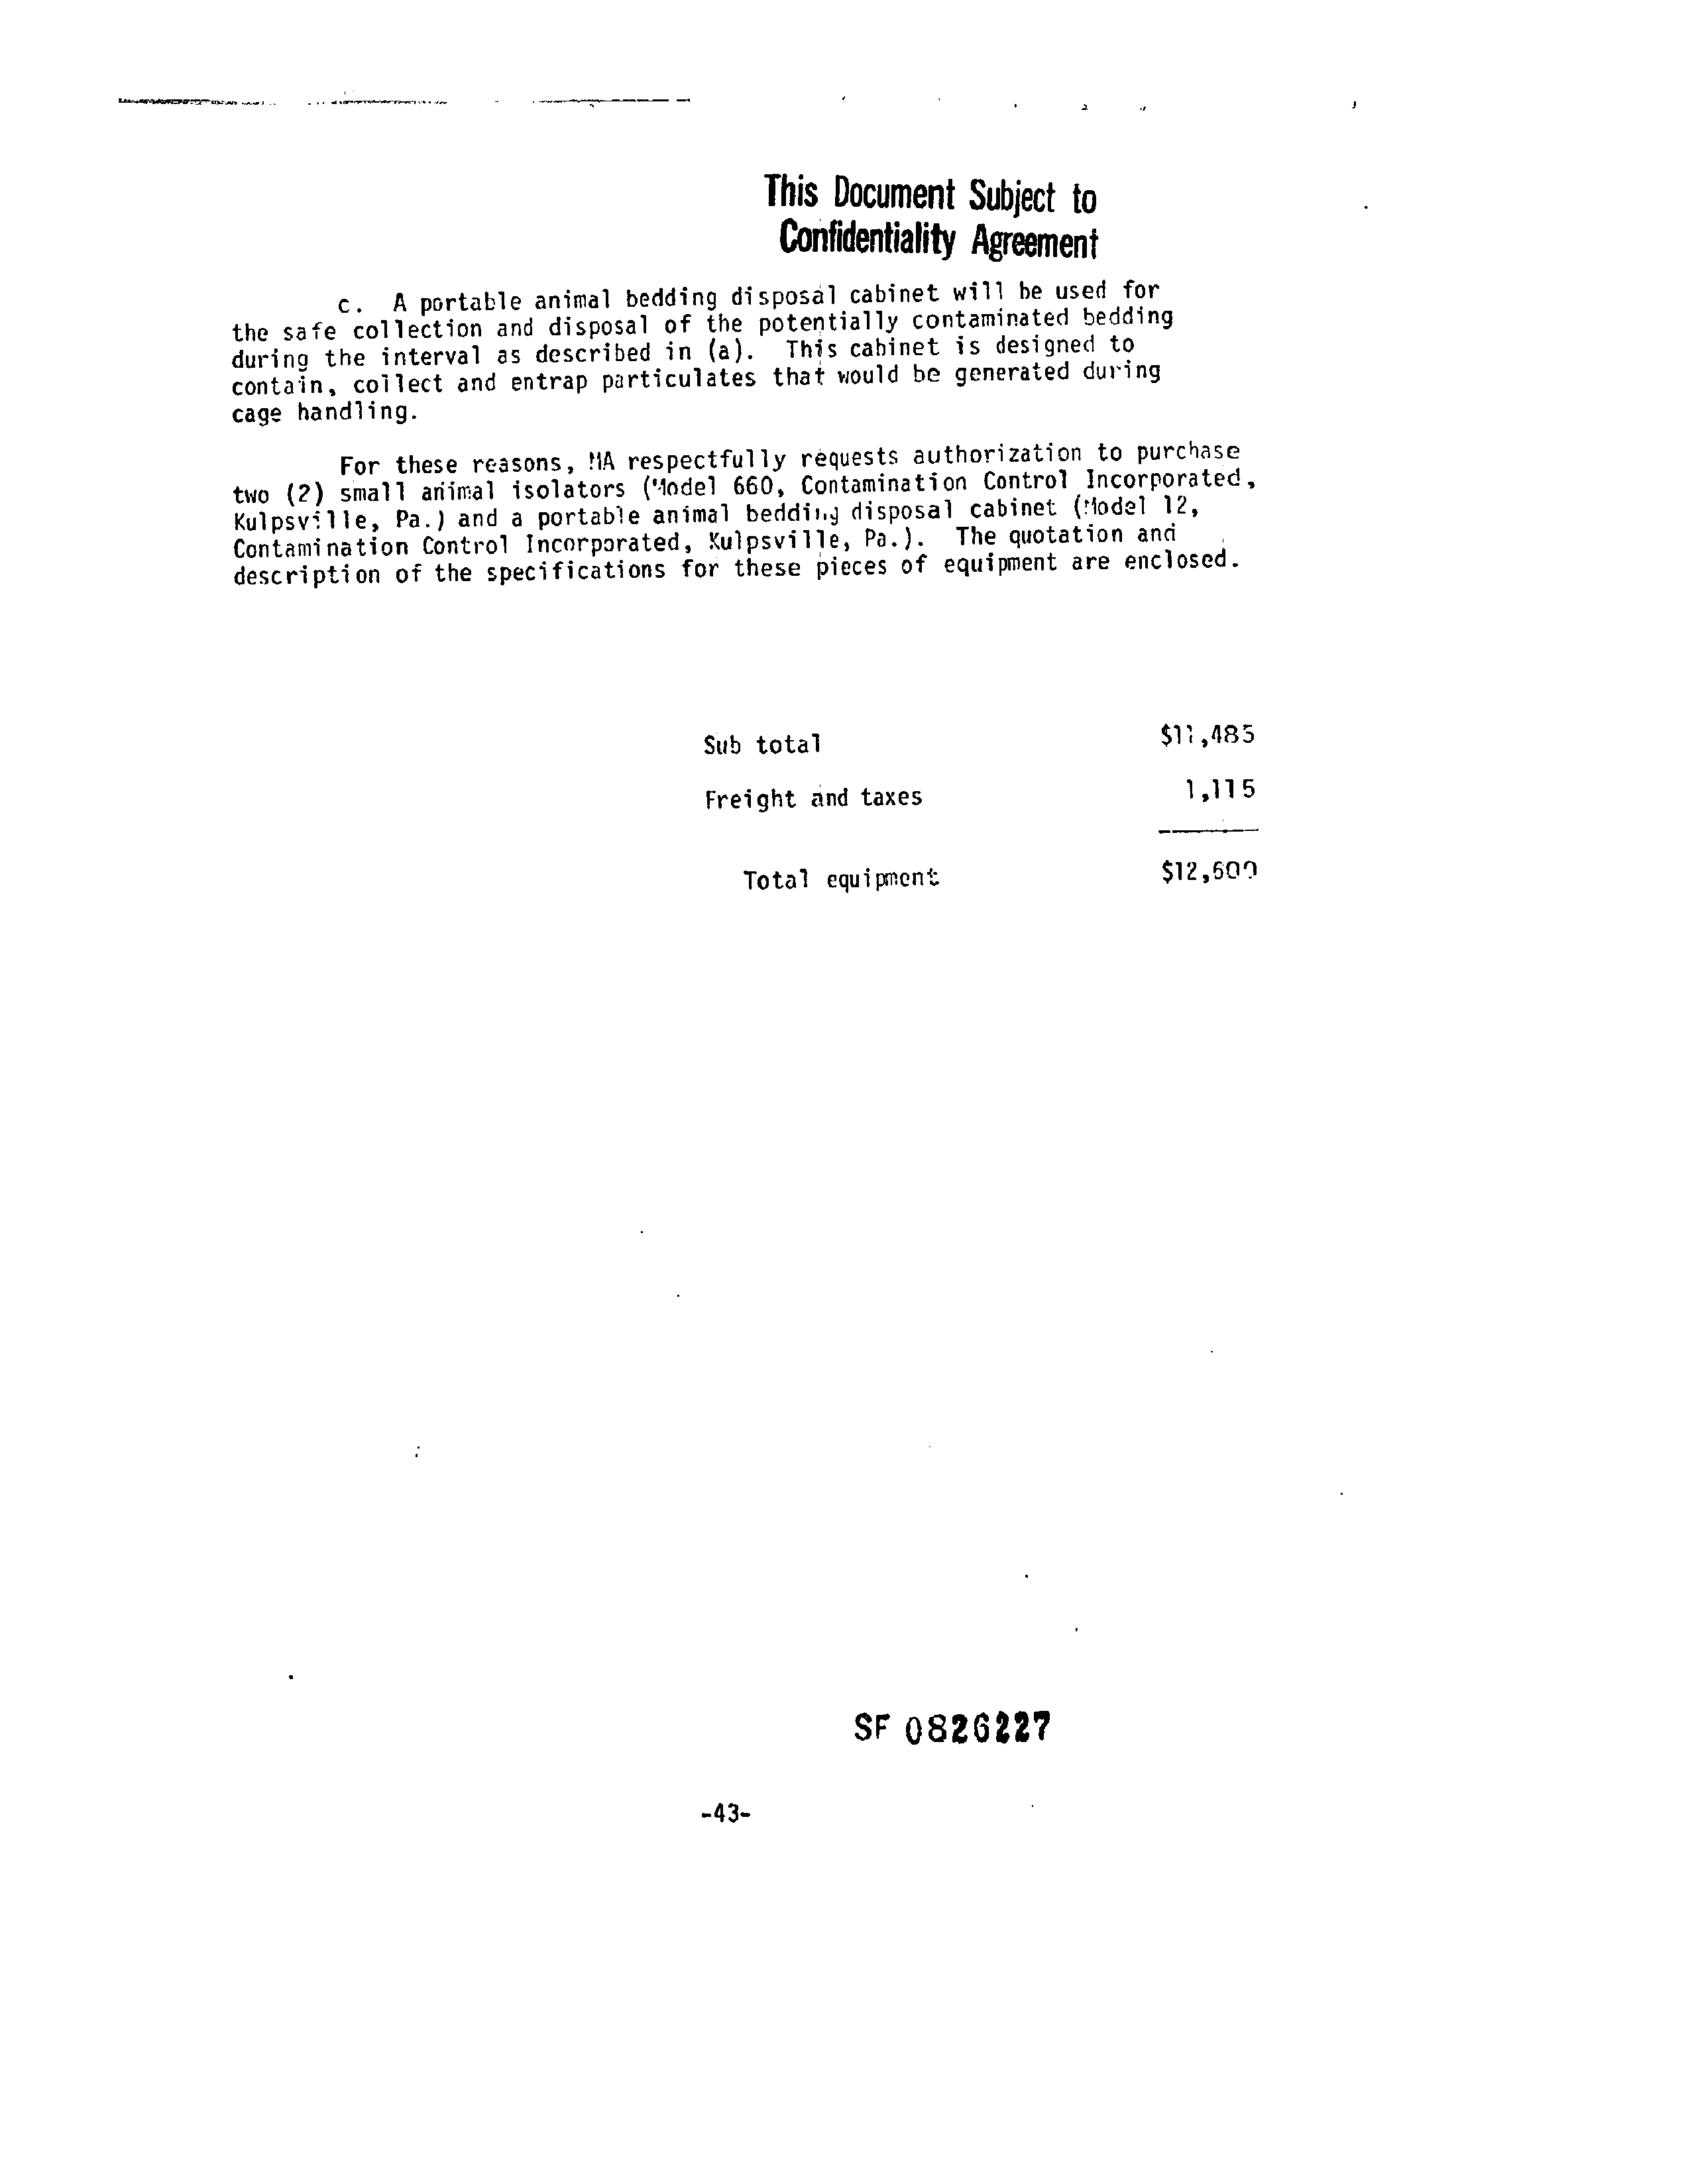 This Document Subject to
Confidentiality Agreement
c. A portable animal bedding disposal cabinet will be used for
the safe collection and disposal of the potentially contaminated bedding
during the interval as described in (a). This cabinet is designed to
contain, collect and entrap particulates that would be generated during
cage handling.
For these reasons, MA respectfully requests authorization to purchase
two (2) small animal isolators (Model 660, Contamination Control Incorporated,
Kulpsville, Pa.) and a portable animal bedding disposal cabinet (Model 12,
Contamination Control Incorporated, Kulpsville, Pa.). The quotation and
description of the specifications for these pieces of equipment are enclosed.
Sub total $11,485
Freight and taxes 1,115
Total equipment $12,600
SF 0826227
-43-